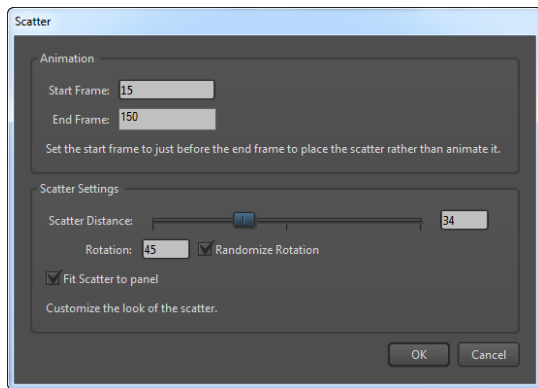 Scatter
Animation
Start Frame: 15
End Frame: 150
Set the start frame to just before the end frame to place the scatter rather than animate it.
Scatter Settings
Scatter Distance: 34
Rotation: 45 Randomize Rotation
Fit Scatter to panel
Customize the look of the scatter.
OK Cancel